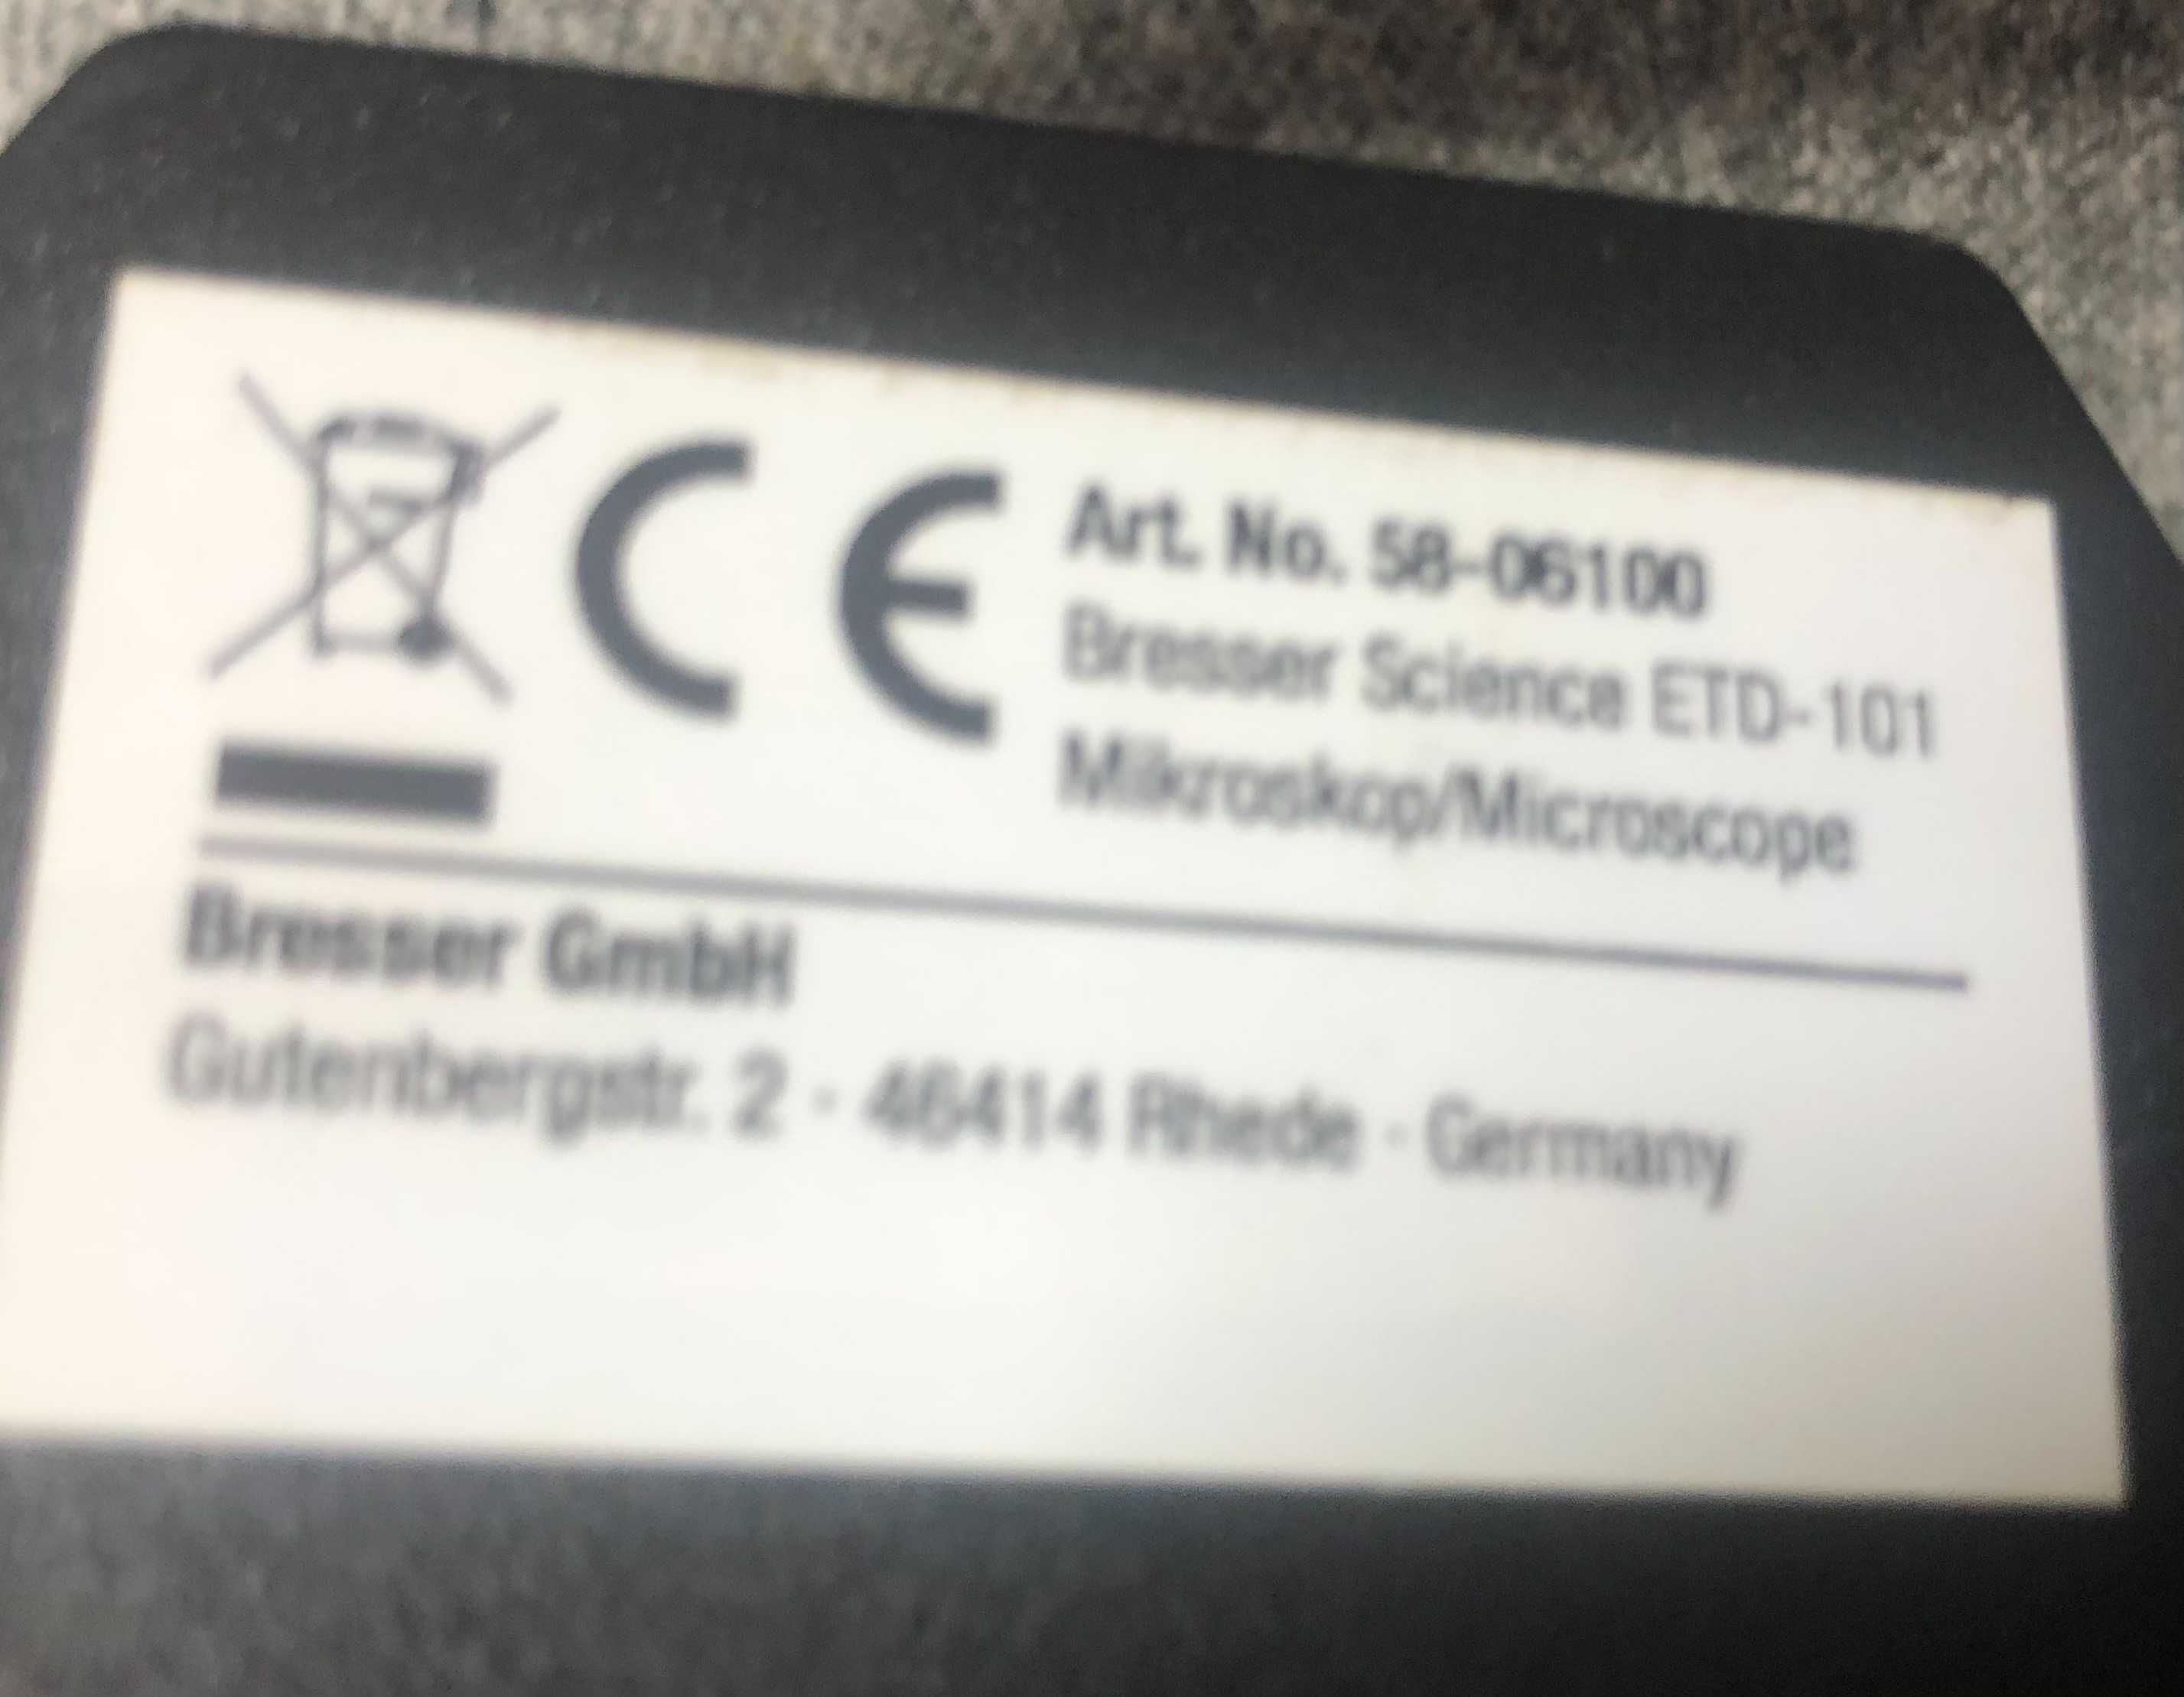 CE
Art. No. 58-06100
Bresser Science ETD-101
Mikroskop/Microscope
Bresser GmbH
Gutenbergstr. 2 · 46414 Rhede · Germany